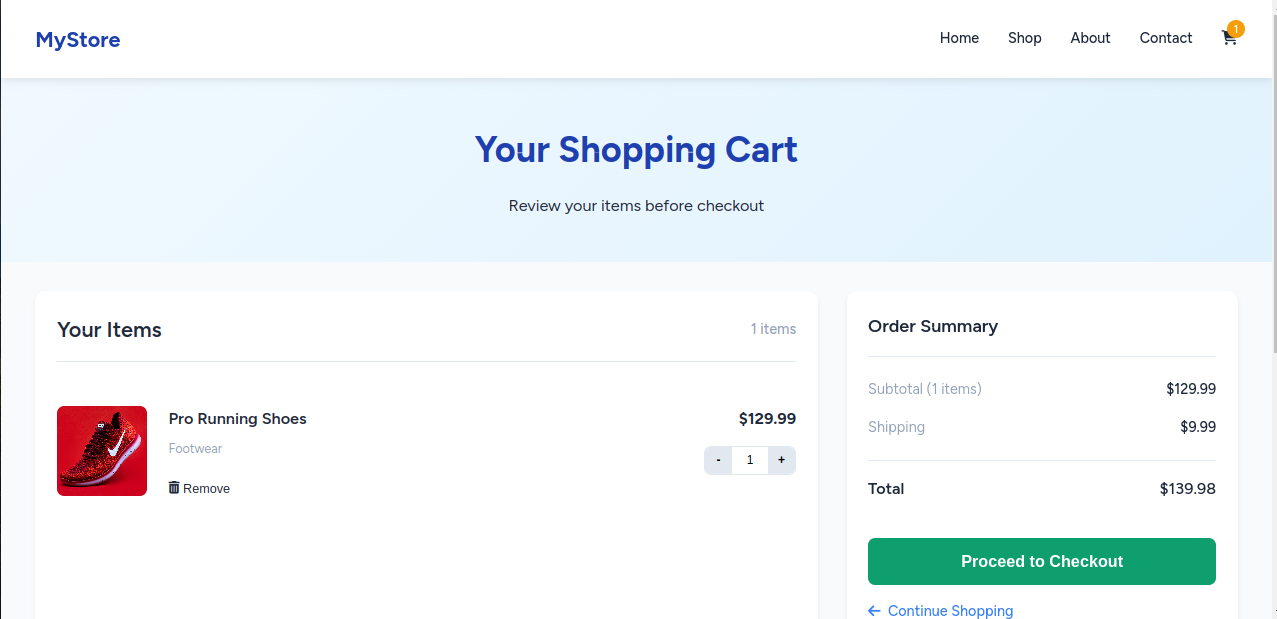 MyStore
Home Shop About Contact 1
Your Shopping Cart
Review your items before checkout
Your Items
1 items
Pro Running Shoes
$129.99
Footwear
- 1 +
Remove
Order Summary
Subtotal (1 items) $129.99
Shipping $9.99
Total $139.98
Proceed to Checkout
← Continue Shopping